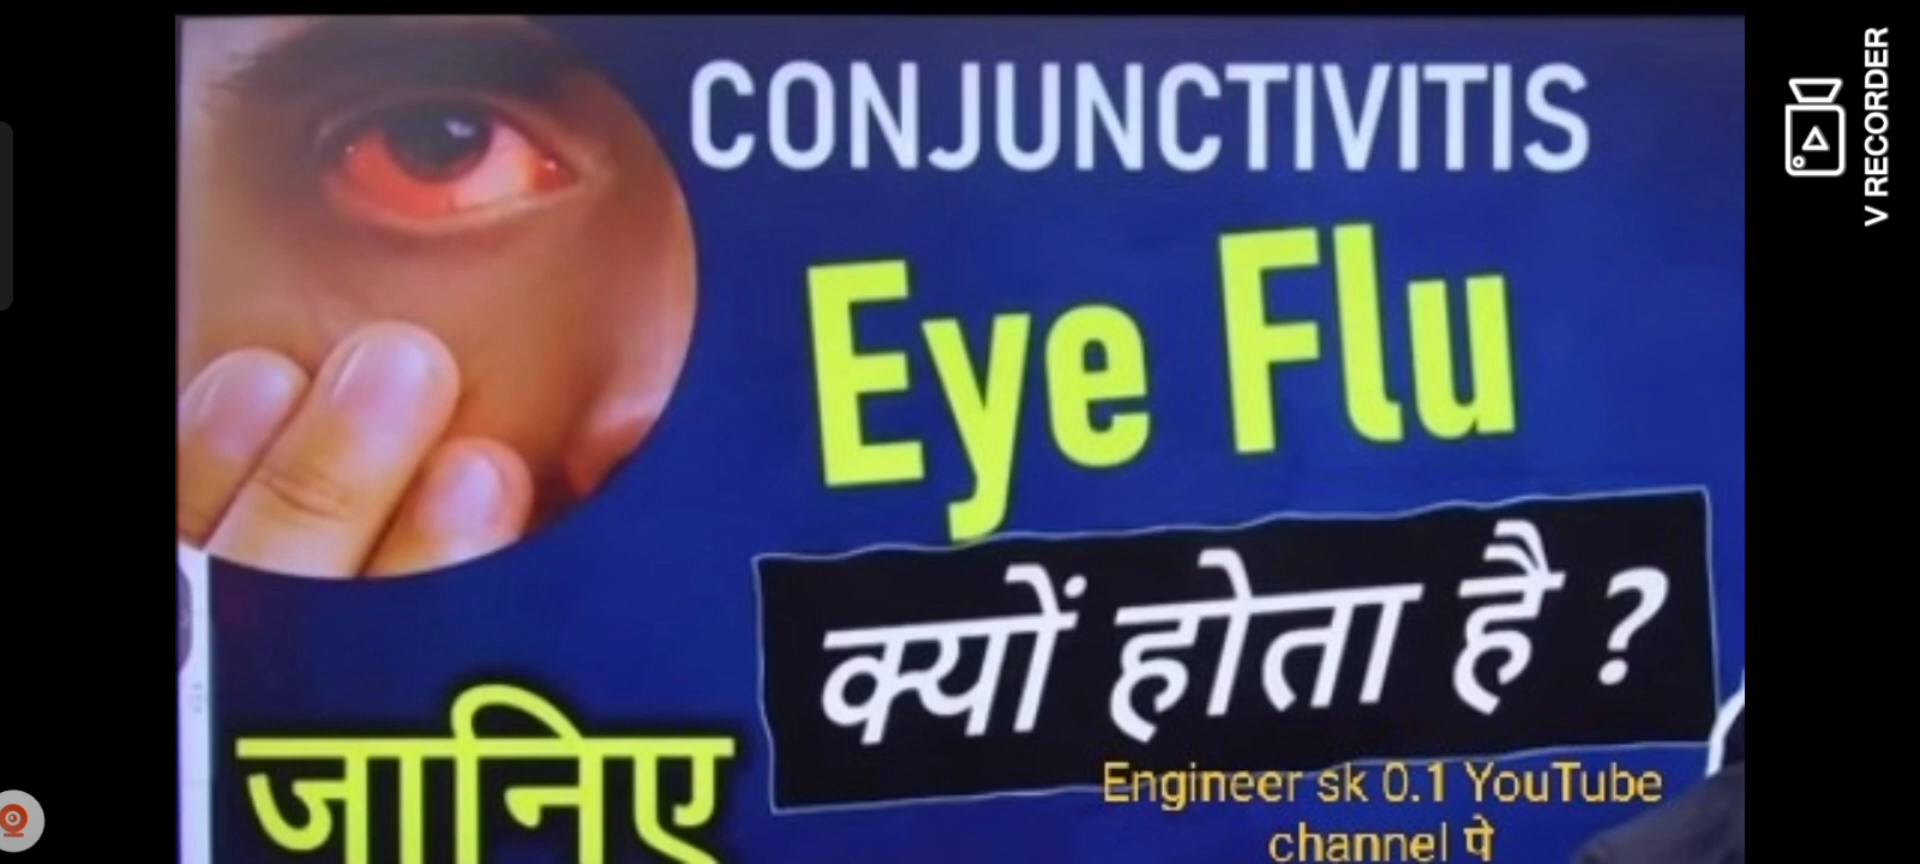 CONJUNCTIVITIS
Eye Flu
क्यों होता है ?
जानिए
Engineer sk 0.1 YouTube
channel पे
V RECORDER